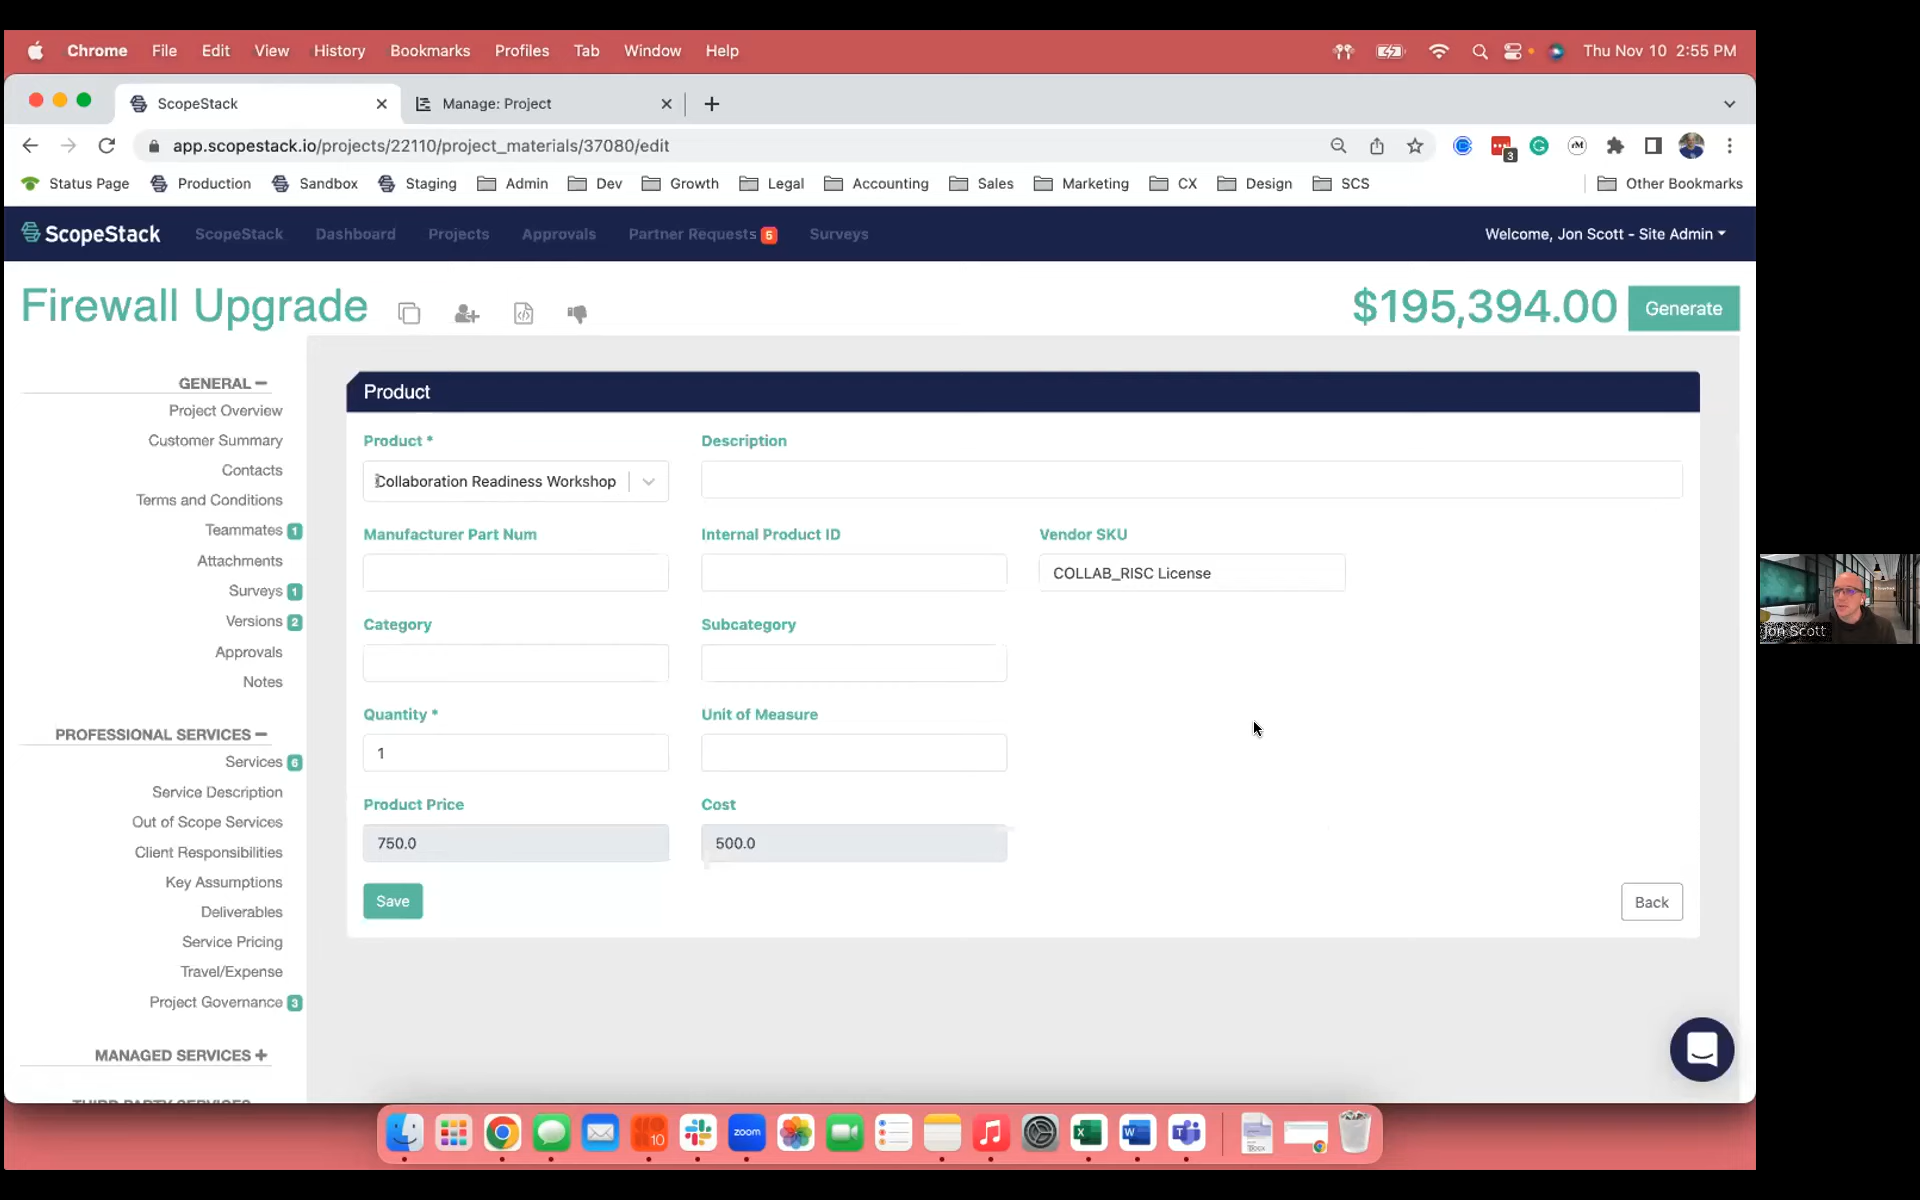 Chrome File Edit View History Bookmarks Profiles Tab Window Help Thu Nov 10 2:55 PM
ScopeStack Manage: Project
app.scopestack.io/projects/22110/project_materials/37080/edit 3
Status Page Production Sandbox Staging Admin Dev Growth Legal Accounting Sales Marketing CX Design SCS Other Bookmarks
ScopeStack ScopeStack Dashboard Projects Approvals Partner Requests 5 Surveys Welcome, Jon Scott - Site Admin
Firewall Upgrade $195,394.00 Generate
GENERAL
Project Overview
Customer Summary
Contacts
Terms and Conditions
Teammates 1
Attachments
Surveys 1
Versions 2
Approvals
Notes
PROFESSIONAL SERVICES
Services 6
Service Description
Out of Scope Services
Client Responsibilities
Key Assumptions
Deliverables
Service Pricing
Travel/Expense
Project Governance 3
MANAGED SERVICES
THIRD PARTY SERVICES
Product
Product * Description
Collaboration Readiness Workshop
Manufacturer Part Num Internal Product ID Vendor SKU
COLLAB_RISC License
Category Subcategory
Quantity * Unit of Measure
1
Product Price Cost
750.0 500.0
Save Back
Jon Scott
10 zoom